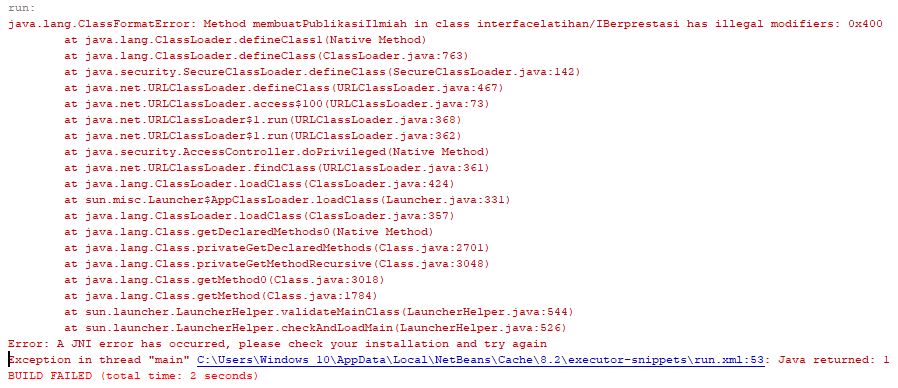 run:
java.lang.ClassFormatError: Method membuatPublikasiIlmiah in class interfacelatihan/IBerprestasi has illegal modifiers: 0x400
at java.lang.ClassLoader.defineClass1(Native Method)
at java.lang.ClassLoader.defineClass(ClassLoader.java:763)
at java.security.SecureClassLoader.defineClass(SecureClassLoader.java:142)
at java.net.URLClassLoader.defineClass(URLClassLoader.java:467)
at java.net.URLClassLoader.access$100(URLClassLoader.java:73)
at java.net.URLClassLoader$1.run(URLClassLoader.java:368)
at java.net.URLClassLoader$1.run(URLClassLoader.java:362)
at java.security.AccessController.doPrivileged(Native Method)
at java.net.URLClassLoader.findClass(URLClassLoader.java:361)
at java.lang.ClassLoader.loadClass(ClassLoader.java:424)
at sun.misc.Launcher$AppClassLoader.loadClass(Launcher.java:331)
at java.lang.ClassLoader.loadClass(ClassLoader.java:357)
at java.lang.Class.getDeclaredMethods0(Native Method)
at java.lang.Class.privateGetDeclaredMethods(Class.java:2701)
at java.lang.Class.privateGetMethodRecursive(Class.java:3048)
at java.lang.Class.getMethod0(Class.java:3018)
at java.lang.Class.getMethod(Class.java:1784)
at sun.launcher.LauncherHelper.validateMainClass(LauncherHelper.java:544)
at sun.launcher.LauncherHelper.checkAndLoadMain(LauncherHelper.java:526)
Error: A JNI error has occurred, please check your installation and try again
Exception in thread "main" C:\Users\Windows 10\AppData\Local\NetBeans\Cache\8.2\executor-snippets\run.xml:53: Java returned: 1
BUILD FAILED (total time: 2 seconds)